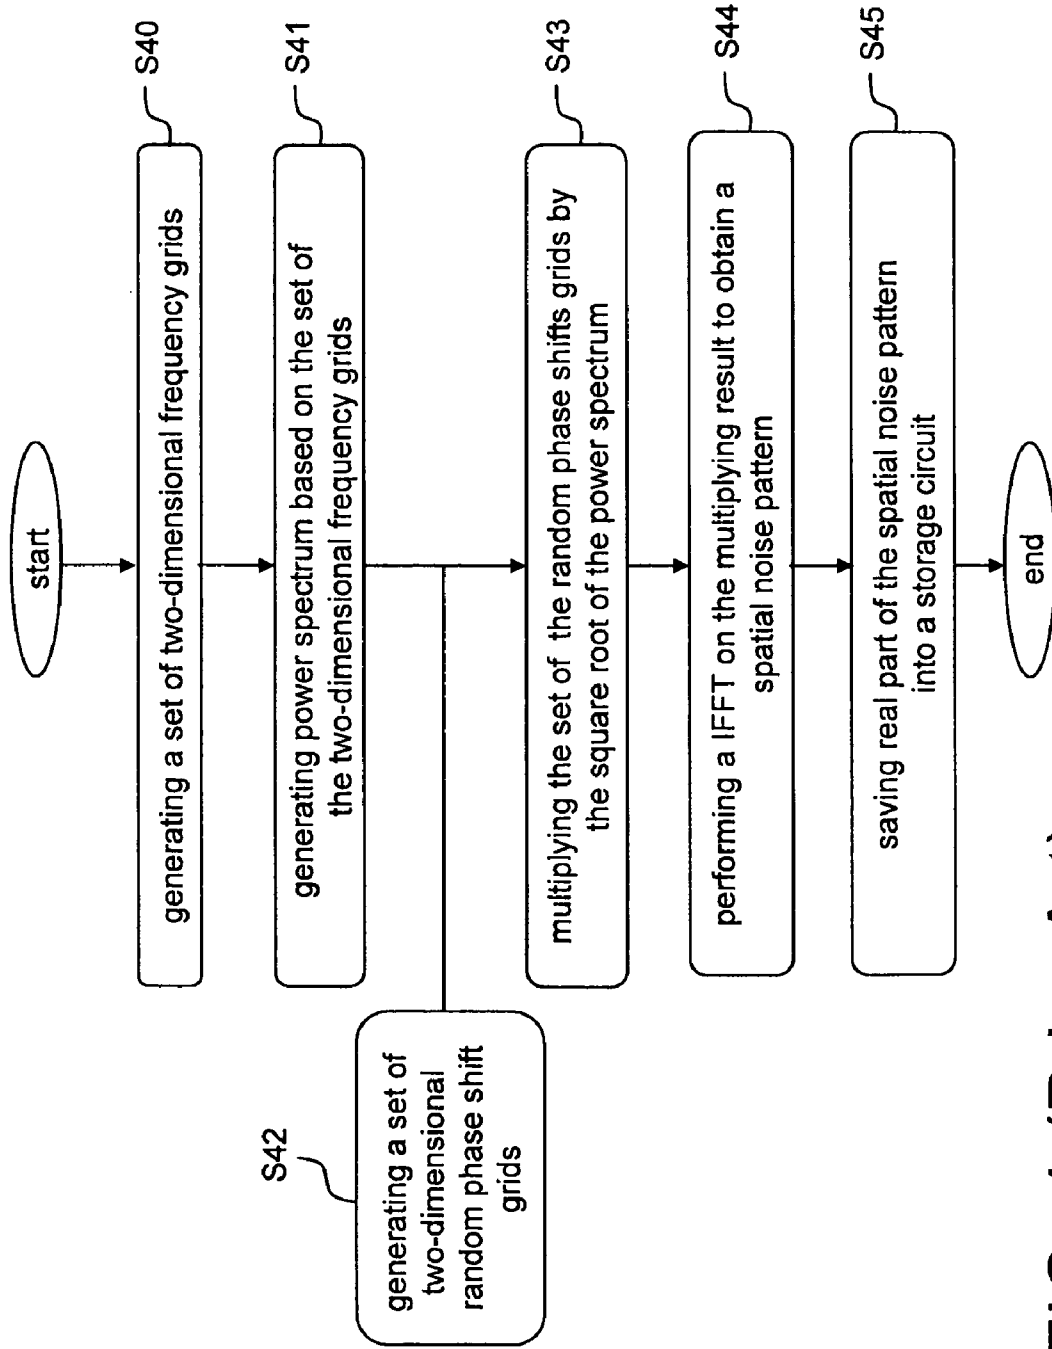 start
generating a set of two-dimensional frequency grids
S40
generating power spectrum based on the set of
the two-dimensional frequency grids
S41
generating a set of
two-dimensional
random phase shift
grids
S42
multiplying the set of the random phase shifts grids by
the square root of the power spectrum
S43
performing a IFFT on the multiplying result to obtain a
spatial noise pattern
S44
saving real part of the spatial noise pattern
into a storage circuit
S45
end